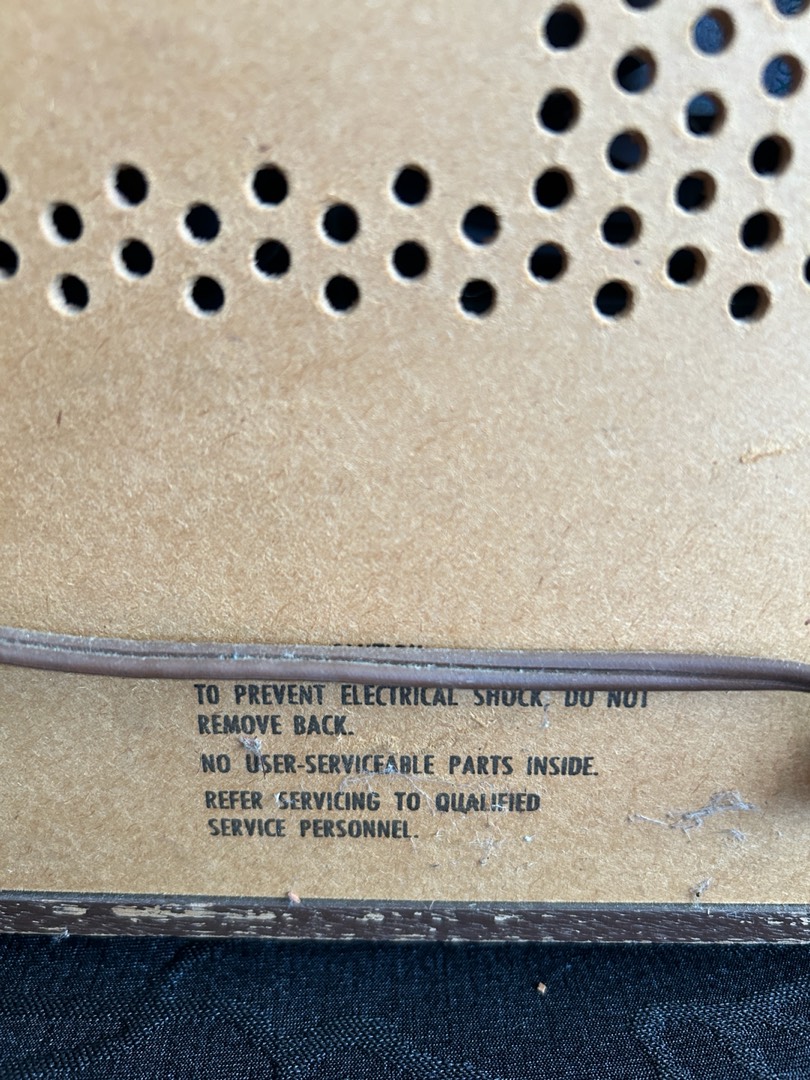 CAUTION
TO PREVENT ELECTRICAL SHOCK, DO NOT
REMOVE BACK.
NO USER-SERVICEABLE PARTS INSIDE.
REFER SERVICING TO QUALIFIED
SERVICE PERSONNEL.